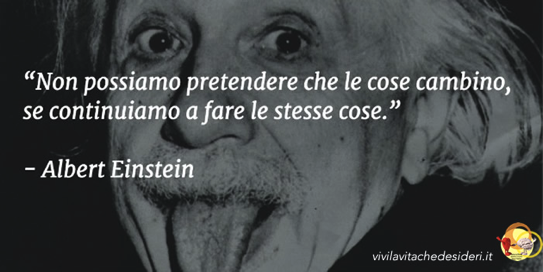 “Non possiamo pretendere che le cose cambino,
se continuiamo a fare le stesse cose.”
- Albert Einstein
vivilavitachedesideri.it